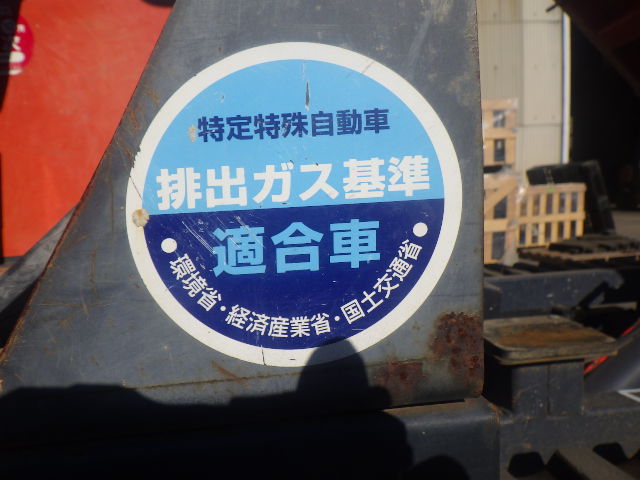 特定特殊自動車
排出ガス基準
適合車
●環境省・経済産業省・国土交通省●